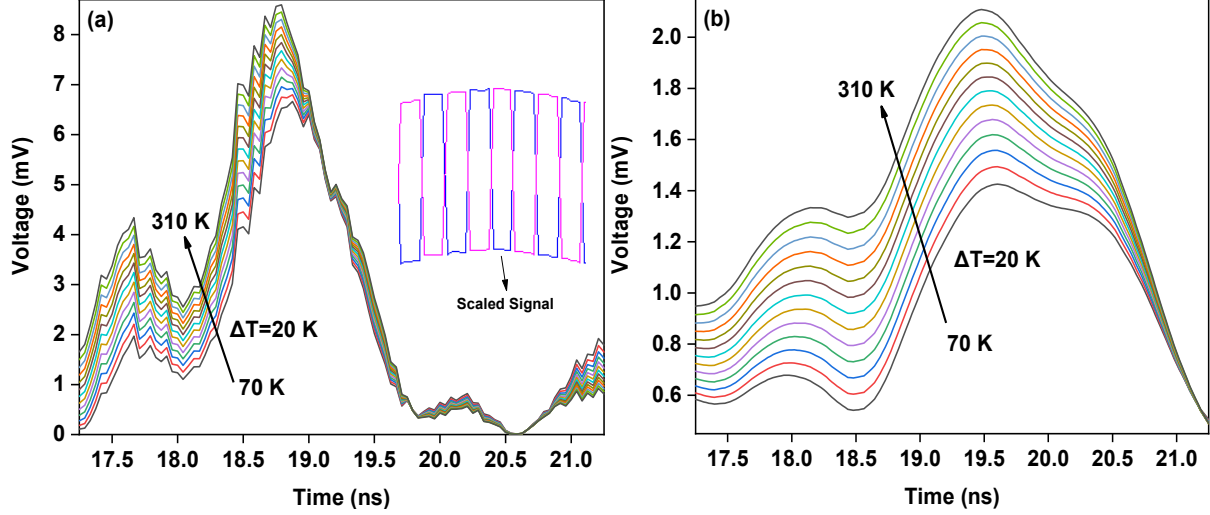 (a)
8
7
6
5
4
3
2
1
0
Voltage (mV)
310 K
ΔT=20 K
70 K
Scaled Signal
17.5 18.0 18.5 19.0 19.5 20.0 20.5 21.0
Time (ns)
(b)
2.0
1.8
1.6
1.4
1.2
1.0
0.8
0.6
Voltage (mV)
310 K
ΔT=20 K
70 K
17.5 18.0 18.5 19.0 19.5 20.0 20.5 21.0
Time (ns)